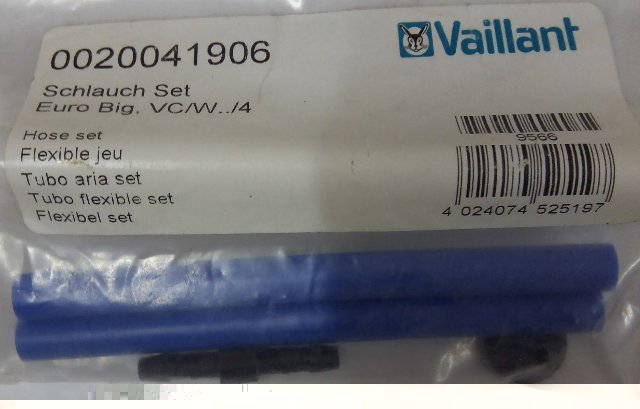 0020041906
Vaillant
Schlauch Set
Euro Big, VC/W../4
Hose set
Flexible jeu
Tubo aria set
Tubo flexible set
Flexibel set
9566
4 024074 525197